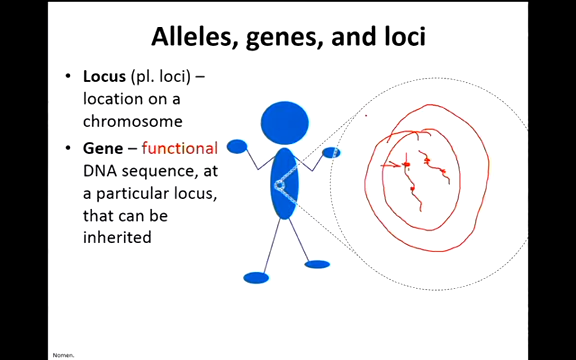 Alleles, genes, and loci
• Locus (pl. loci) –
location on a
chromosome
• Gene – functional
DNA sequence, at
a particular locus,
that can be
inherited
Nomen.